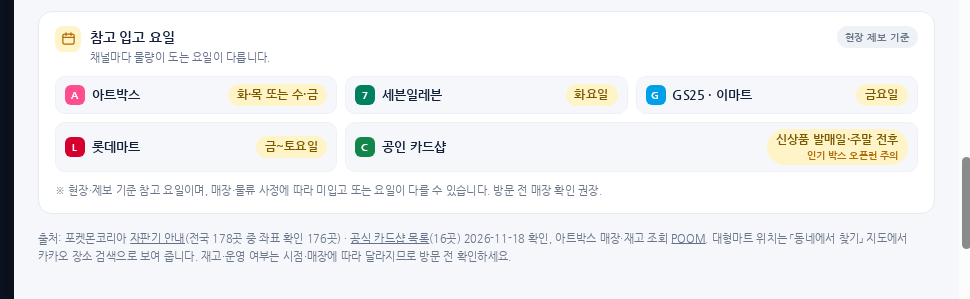 참고 입고 요일
현장 제보 기준
채널마다 물량이 도는 요일이 다릅니다.
A 아트박스 화·목 또는 수·금
7 세븐일레븐 화요일
G GS25 · 이마트 금요일
L 롯데마트 금~토요일
C 공인 카드샵 신상품 발매일·주말 전후
인기 박스 오픈런 주의
※ 현장·제보 기준 참고 요일이며, 매장·물류 사정에 따라 미입고 또는 요일이 다를 수 있습니다. 방문 전 매장 확인 권장.
출처: 포켓몬코리아 자판기 안내(전국 178곳 중 좌표 확인 176곳) · 공식 카드샵 목록(16곳) 2026-11-18 확인, 아트박스 매장·재고 조회 POOM. 대형마트 위치는 「동네에서 찾기」 지도에서
카카오 장소 검색으로 보여 줍니다. 재고·운영 여부는 시점·매장에 따라 달라지므로 방문 전 확인하세요.